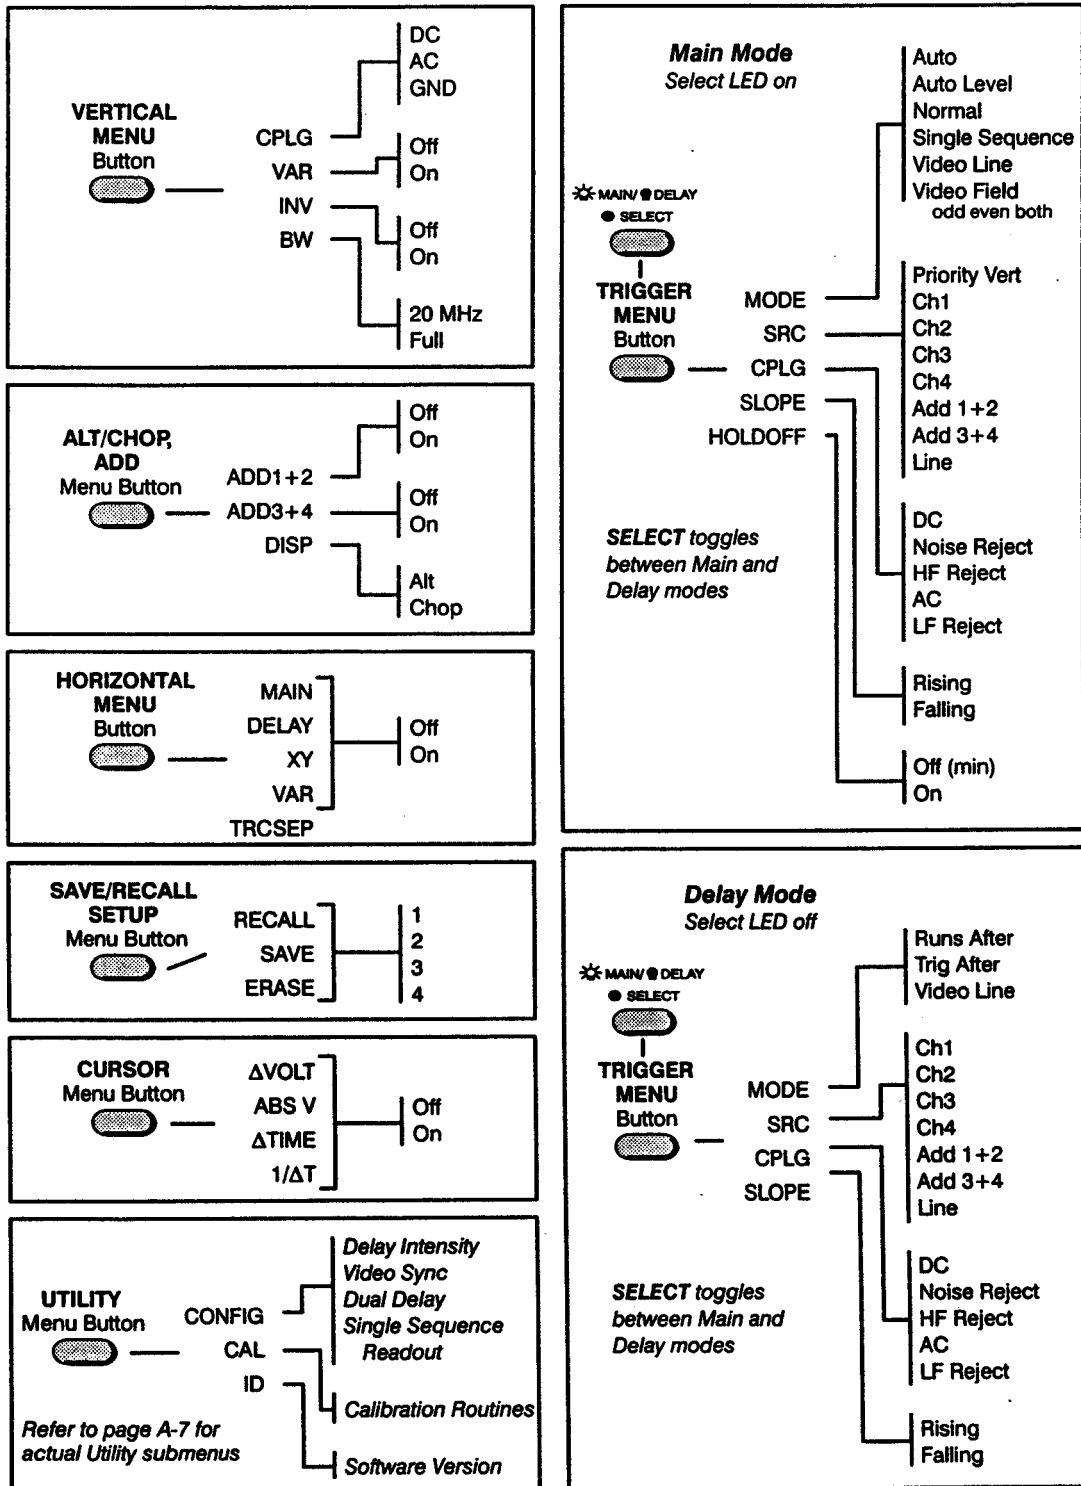 VERTICAL
MENU
Button
CPLG
VAR
INV
BW
DC
AC
GND
Off
On
Off
On
20 MHz
Full
ALT/CHOP,
ADD
Menu Button
ADD1+2
ADD3+4
DISP
Off
On
Off
On
Alt
Chop
HORIZONTAL
MENU
Button
MAIN
DELAY
XY
VAR
TRCSEP
Off
On
SAVE/RECALL
SETUP
Menu Button
RECALL
SAVE
ERASE
1
2
3
4
CURSOR
Menu Button
ΔVOLT
ABS V
ΔTIME
1/ΔT
Off
On
UTILITY
Menu Button
CONFIG
CAL
ID
Delay Intensity
Video Sync
Dual Delay
Single Sequence
Readout
Calibration Routines
Software Version
Refer to page A-7 for
actual Utility submenus
Main Mode
Select LED on
MAIN/ DELAY
SELECT
TRIGGER
MENU
Button
MODE
SRC
CPLG
SLOPE
HOLDOFF
Auto
Auto Level
Normal
Single Sequence
Video Line
Video Field
odd even both
Priority Vert
Ch1
Ch2
Ch3
Ch4
Add 1+2
Add 3+4
Line
DC
Noise Reject
HF Reject
AC
LF Reject
Rising
Falling
Off (min)
On
SELECT toggles
between Main and
Delay modes
Delay Mode
Select LED off
MAIN/ DELAY
SELECT
TRIGGER
MENU
Button
MODE
SRC
CPLG
SLOPE
Runs After
Trig After
Video Line
Ch1
Ch2
Ch3
Ch4
Add 1+2
Add 3+4
Line
DC
Noise Reject
HF Reject
AC
LF Reject
Rising
Falling
SELECT toggles
between Main and
Delay modes